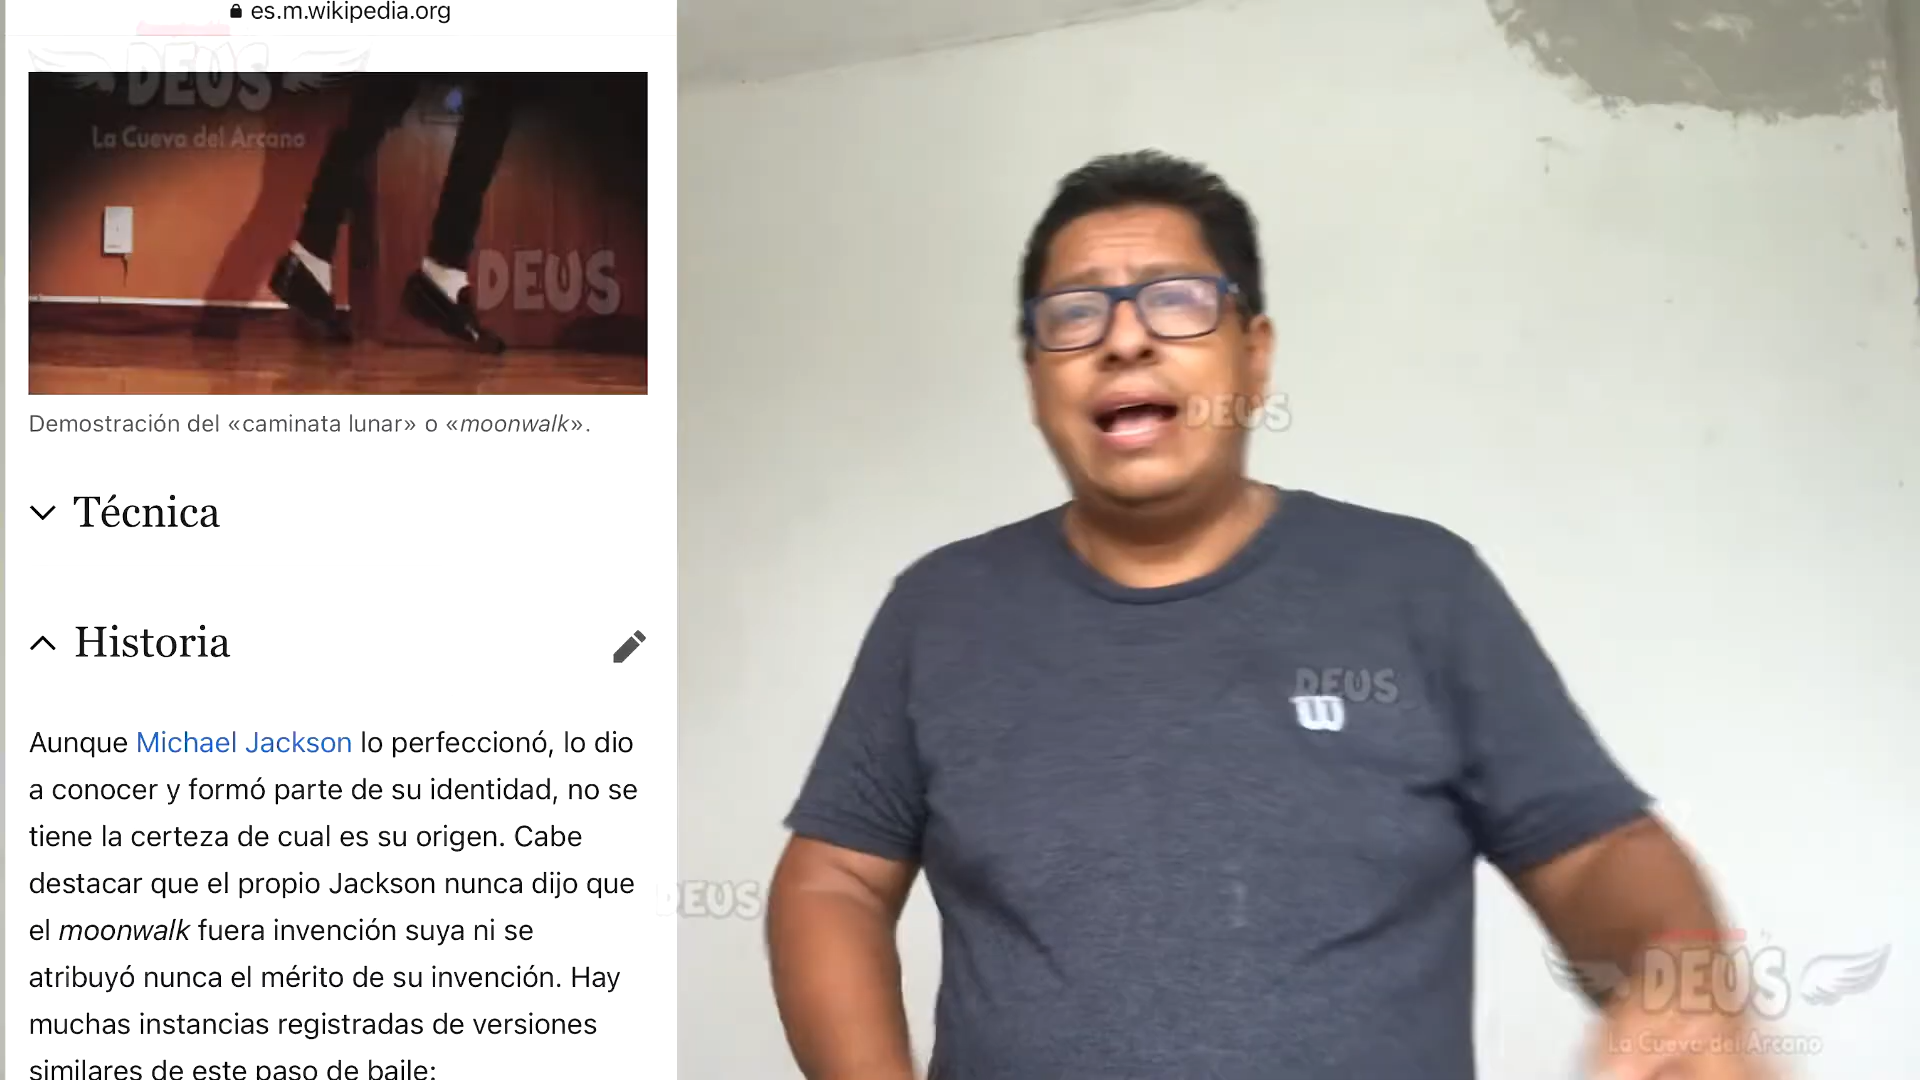 es.m.wikipedia.org
DEUS
La Cueva del Arcano
DEUS
Demostración del «caminata lunar» o «moonwalk».
Técnica
Historia
Aunque Michael Jackson lo perfeccionó, lo dio
a conocer y formó parte de su identidad, no se
tiene la certeza de cual es su origen. Cabe
destacar que el propio Jackson nunca dijo que
el moonwalk fuera invención suya ni se
atribuyó nunca el mérito de su invención. Hay
muchas instancias registradas de versiones
similares de este paso de baile:
DEUS
DEUS
W
DEUS
DEUS
La Cueva del Arcano